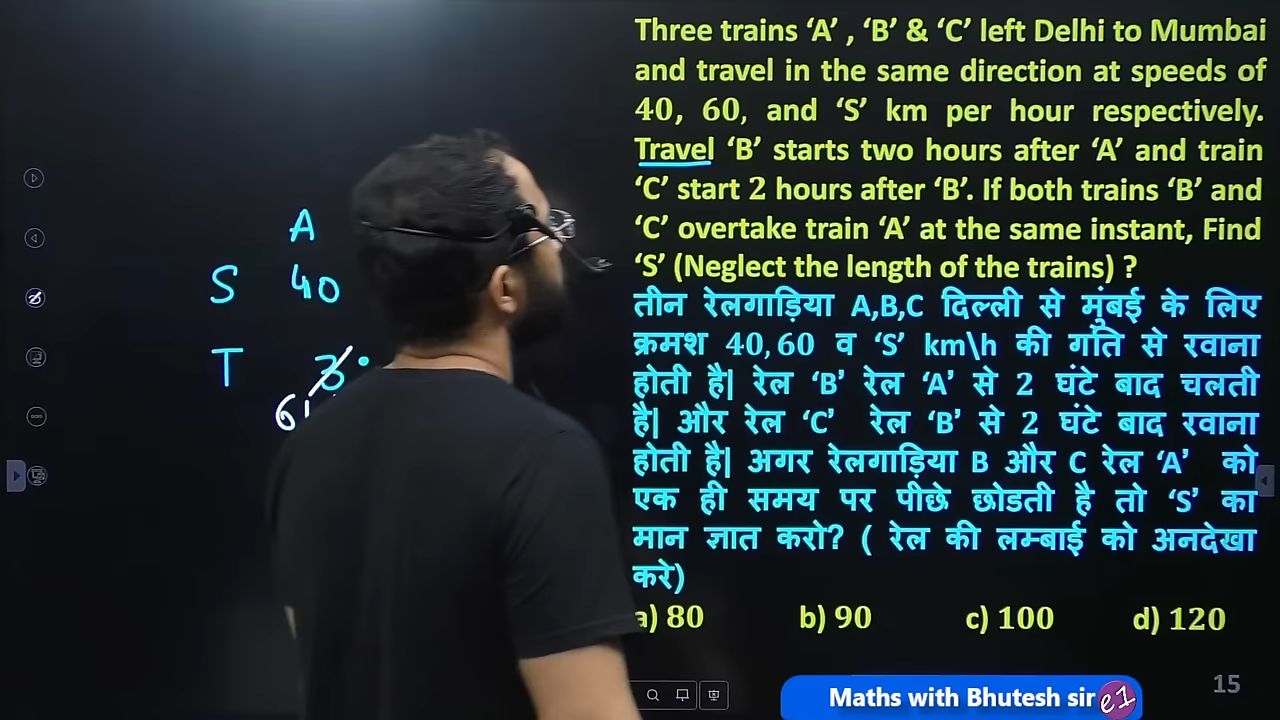 Three trains ‘A’ , ‘B’ & ‘C’ left Delhi to Mumbai
and travel in the same direction at speeds of
40, 60, and ‘S’ km per hour respectively.
Travel ‘B’ starts two hours after ‘A’ and train
‘C’ start 2 hours after ‘B’. If both trains ‘B’ and
‘C’ overtake train ‘A’ at the same instant, Find
‘S’ (Neglect the length of the trains) ?
तीन रेलगाड़िया A,B,C दिल्ली से मुंबई के लिए
क्रमश 40,60 व ‘S’ km\h की गति से रवाना
होती है| रेल ‘B’ रेल ‘A’ से 2 घंटे बाद चलती
है| और रेल ‘C’ रेल ‘B’ से 2 घंटे बाद रवाना
होती है| अगर रेलगाड़िया B और C रेल ‘A’ को
एक ही समय पर पीछे छोडती है तो ‘S’ का
मान ज्ञात करो? ( रेल की लम्बाई को अनदेखा
करे)
a) 80 b) 90 c) 100 d) 120
A
S 40
T 3
6
Maths with Bhutesh sir e1
15